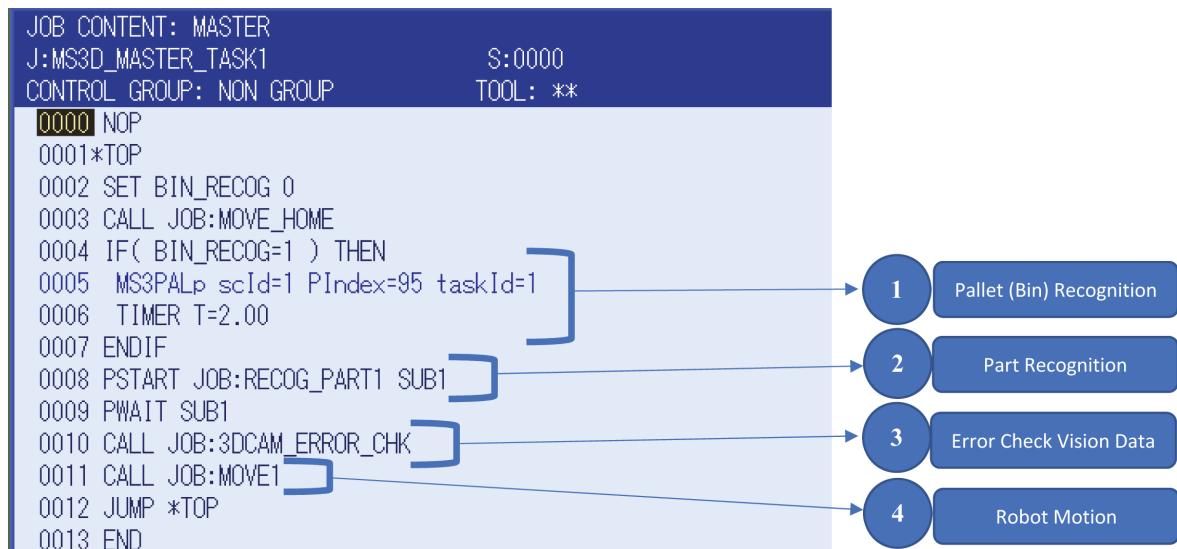 JOB CONTENT: MASTER
J:MS3D_MASTER_TASK1 S:0000
CONTROL GROUP: NON GROUP TOOL: **
0000 NOP
0001*TOP
0002 SET BIN_RECOG 0
0003 CALL JOB:MOVE_HOME
0004 IF( BIN_RECOG=1 ) THEN
0005 MS3PALp scId=1 PIndex=95 taskId=1
0006 TIMER T=2.00
0007 ENDIF
0008 PSTART JOB:RECOG_PART1 SUB1
0009 PWAIT SUB1
0010 CALL JOB:3DCAM_ERROR_CHK
0011 CALL JOB:MOVE1
0012 JUMP *TOP
0013 END
1 Pallet (Bin) Recognition
2 Part Recognition
3 Error Check Vision Data
4 Robot Motion